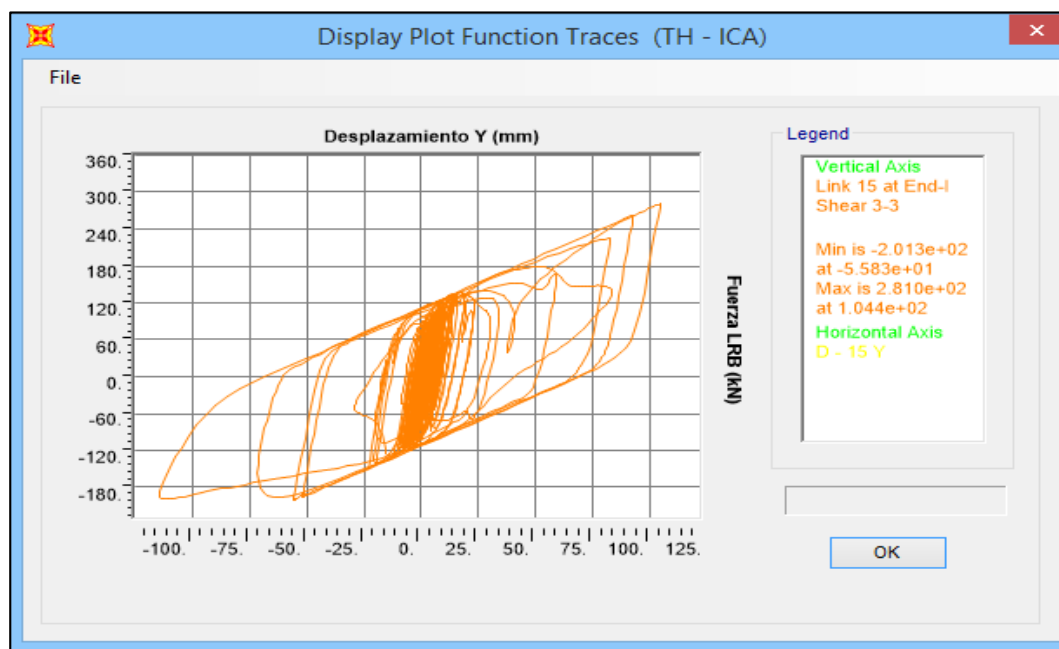 Display Plot Function Traces (TH - ICA)
File
Desplazamiento Y (mm)
360.
300.
240.
180.
120.
60.
0.
-60.
-120.
-180.
-100. -75. -50. -25. 0. 25. 50. 75. 100. 125.
Fuerza LRB (kN)
Legend
Vertical Axis
Link 15 at End-I
Shear 3-3
Min is -2.013e+02
at -5.583e+01
Max is 2.810e+02
at 1.044e+02
Horizontal Axis
D - 15 Y
OK